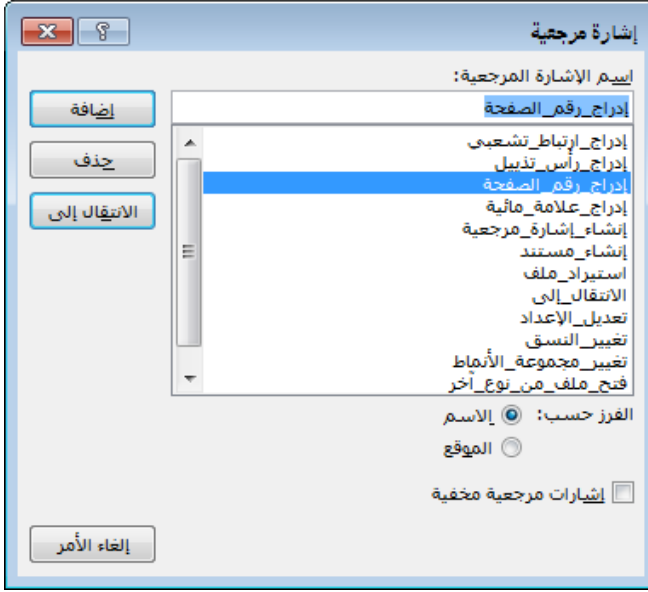 إشارة مرجعية
اسم الإشارة المرجعية:
إدراج_رقم_الصفحة
إضافة
إدراج_ارتباط_تشعبي
إدراج_رأس_تذييل
إدراج_رقم_الصفحة
إدراج_علامة_مائية
إنشاء_إشارة_مرجعية
إنشاء_مستند
استيراد_ملف
الانتقال_إلى
تعديل_الإعداد
تغيير_النسق
تغيير_مجموعة_الأنماط
فتح_ملف_من_نوع_آخر
حذف
الانتقال إلى
الفرز حسب: الاسم
الموقع
إشارات مرجعية مخفية
إلغاء الأمر